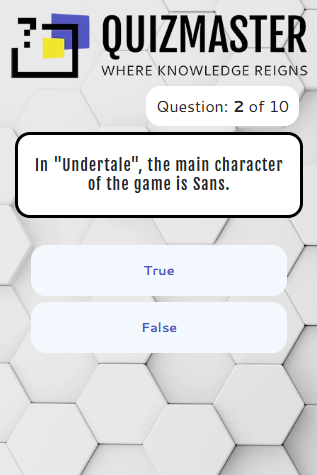 ?
QUIZMASTER
WHERE KNOWLEDGE REIGNS
Question: 2 of 10
In "Undertale", the main character
of the game is Sans.
True
False